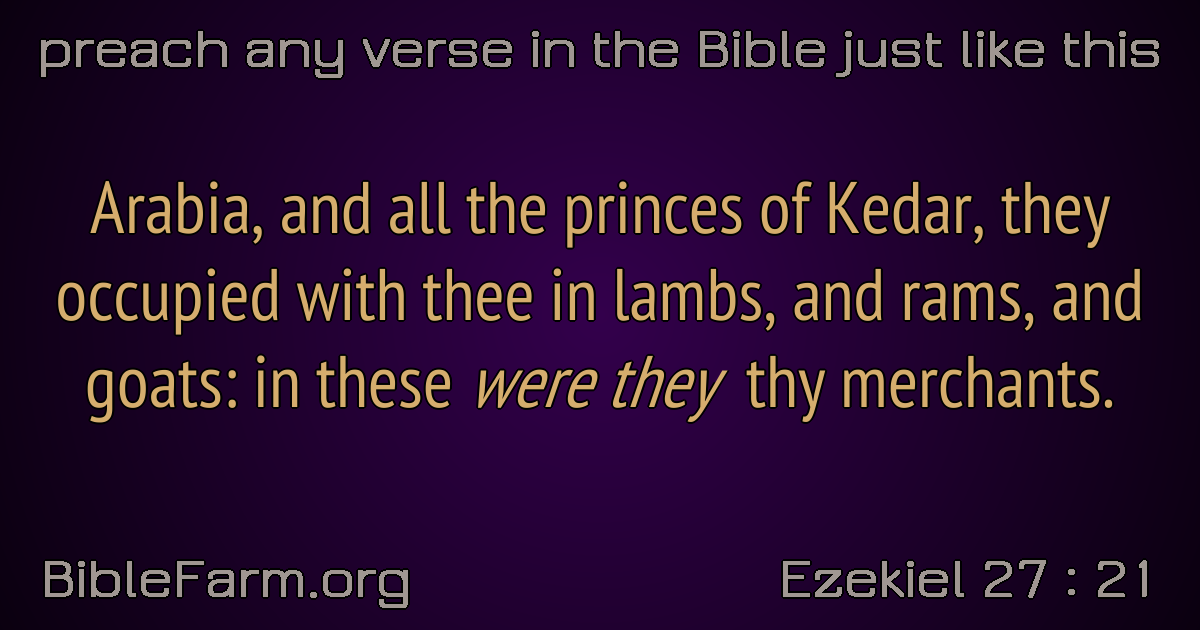 preach any verse in the Bible just like this
Arabia, and all the princes of Kedar, they
occupied with thee in lambs, and rams, and
goats: in these were they thy merchants.
BibleFarm.org
Ezekiel 27 : 21